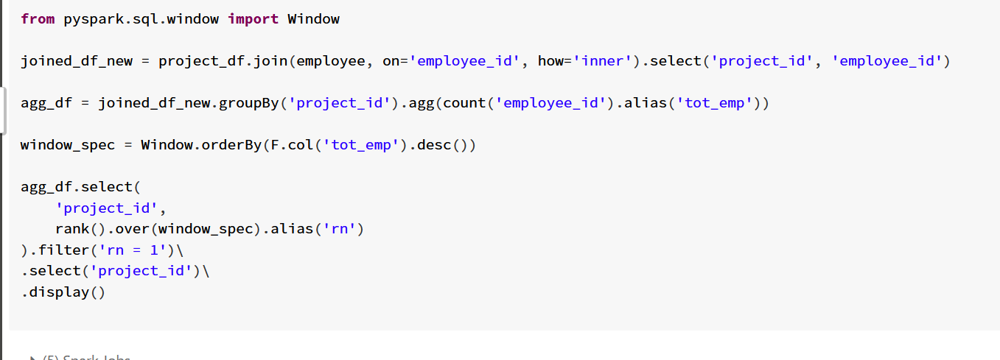 from pyspark.sql.window import Window
joined_df_new = project_df.join(employee, on='employee_id', how='inner').select('project_id', 'employee_id')
agg_df = joined_df_new.groupBy('project_id').agg(count('employee_id').alias('tot_emp'))
window_spec = Window.orderBy(F.col('tot_emp').desc())
agg_df.select(
    'project_id',
    rank().over(window_spec).alias('rn')
).filter('rn = 1')\
.select('project_id')\
.display()
(5) Spark Jobs